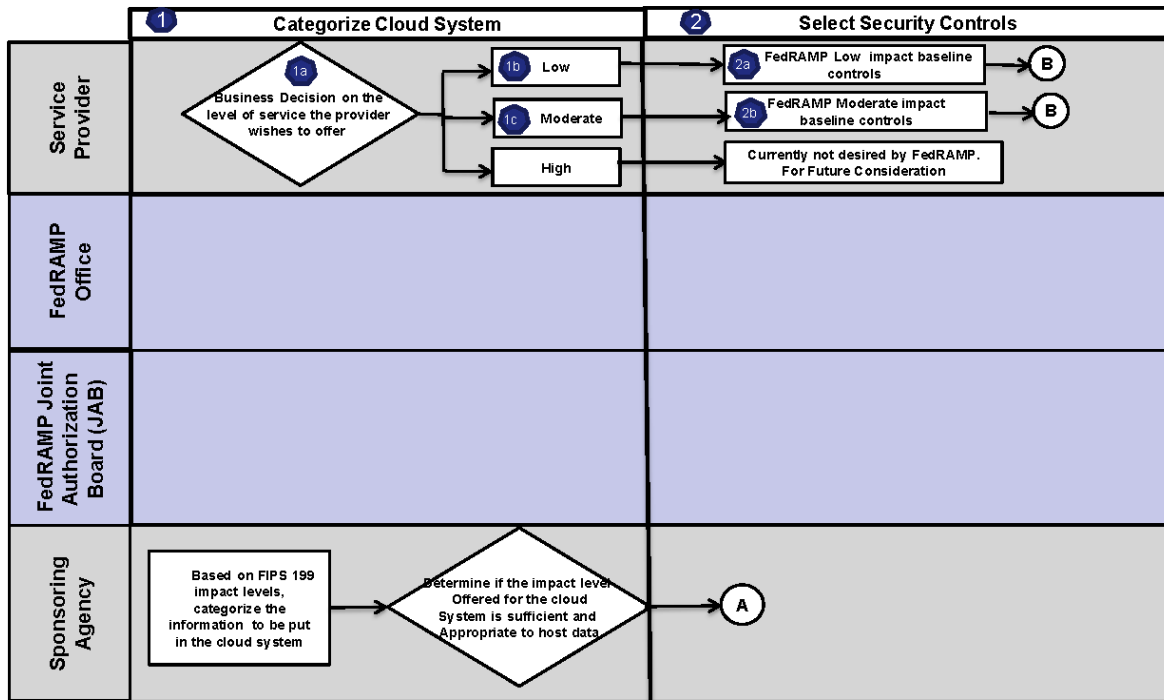 1
Categorize Cloud System
2
Select Security Controls
Service
Provider
1a
Business Decision on the
level of service the provider
wishes to offer
1b
Low
2a
FedRAMP Low impact baseline
controls
B
1c
Moderate
2b
FedRAMP Moderate impact
baseline controls
B
High
Currently not desired by FedRAMP.
For Future Consideration
FedRAMP
Office
FedRAMP Joint
Authorization
Board (JAB)
Sponsoring
Agency
Based on FIPS 199
impact levels,
categorize the
information to be put
in the cloud system
Determine if the impact level
Offered for the cloud
System is sufficient and
Appropriate to host data
A